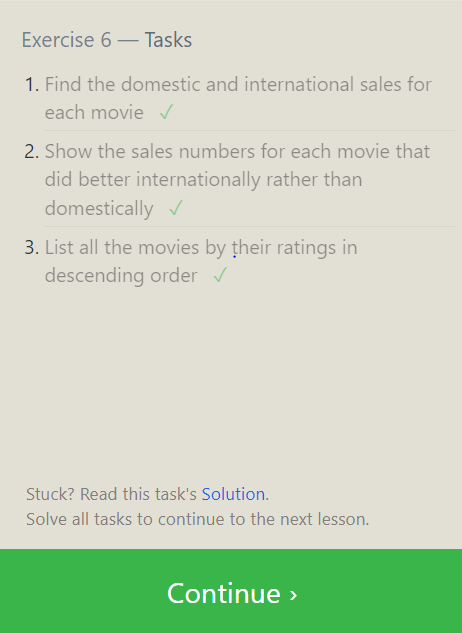 Exercise 6 — Tasks
1. Find the domestic and international sales for
each movie ✓
2. Show the sales numbers for each movie that
did better internationally rather than
domestically ✓
3. List all the movies by their ratings in
descending order ✓
Stuck? Read this task's Solution.
Solve all tasks to continue to the next lesson.
Continue ›